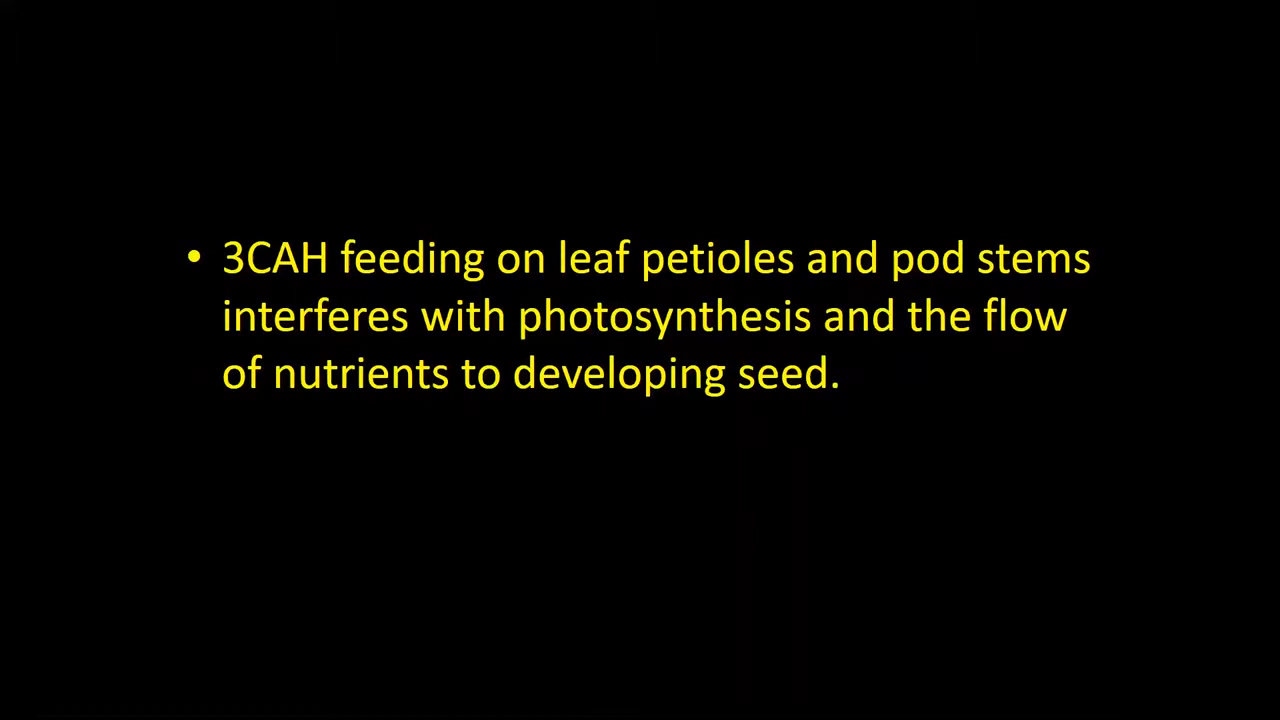 • 3CAH feeding on leaf petioles and pod stems
interferes with photosynthesis and the flow
of nutrients to developing seed.